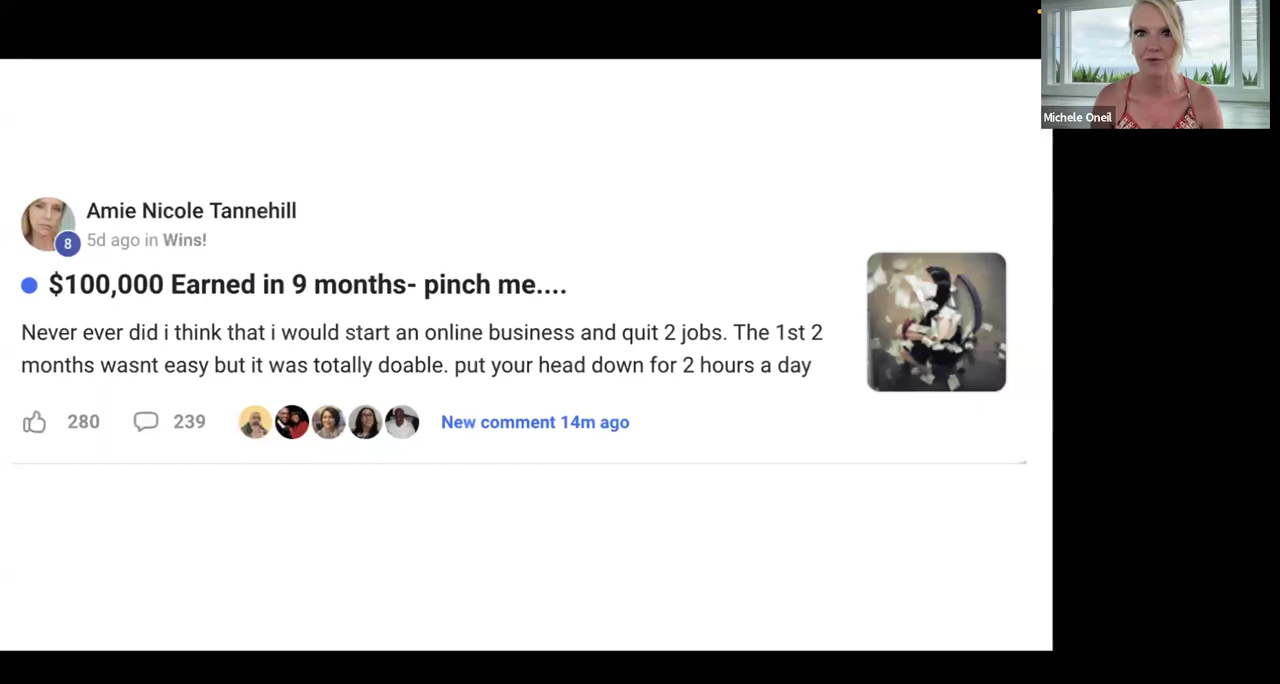 Michele Oneil
Amie Nicole Tannehill
8
5d ago in Wins!
$100,000 Earned in 9 months- pinch me....
Never ever did i think that i would start an online business and quit 2 jobs. The 1st 2
months wasnt easy but it was totally doable. put your head down for 2 hours a day
280
239
New comment 14m ago